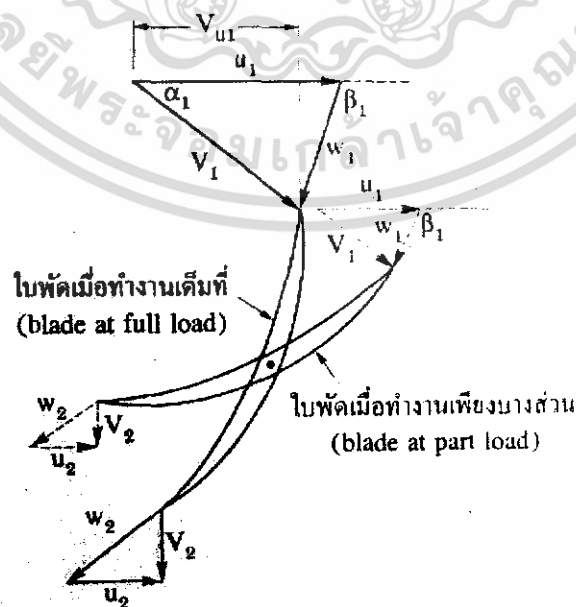 V_u1
u_1
α_1
β_1
V_1
w_1
u_1
V_1
w_1
β_1
ใบพัดเมื่อทำงานเต็มที่
(blade at full load)
ใบพัดเมื่อทำงานเพียงบางส่วน
(blade at part load)
w_2
V_2
u_2
w_2
V_2
u_2